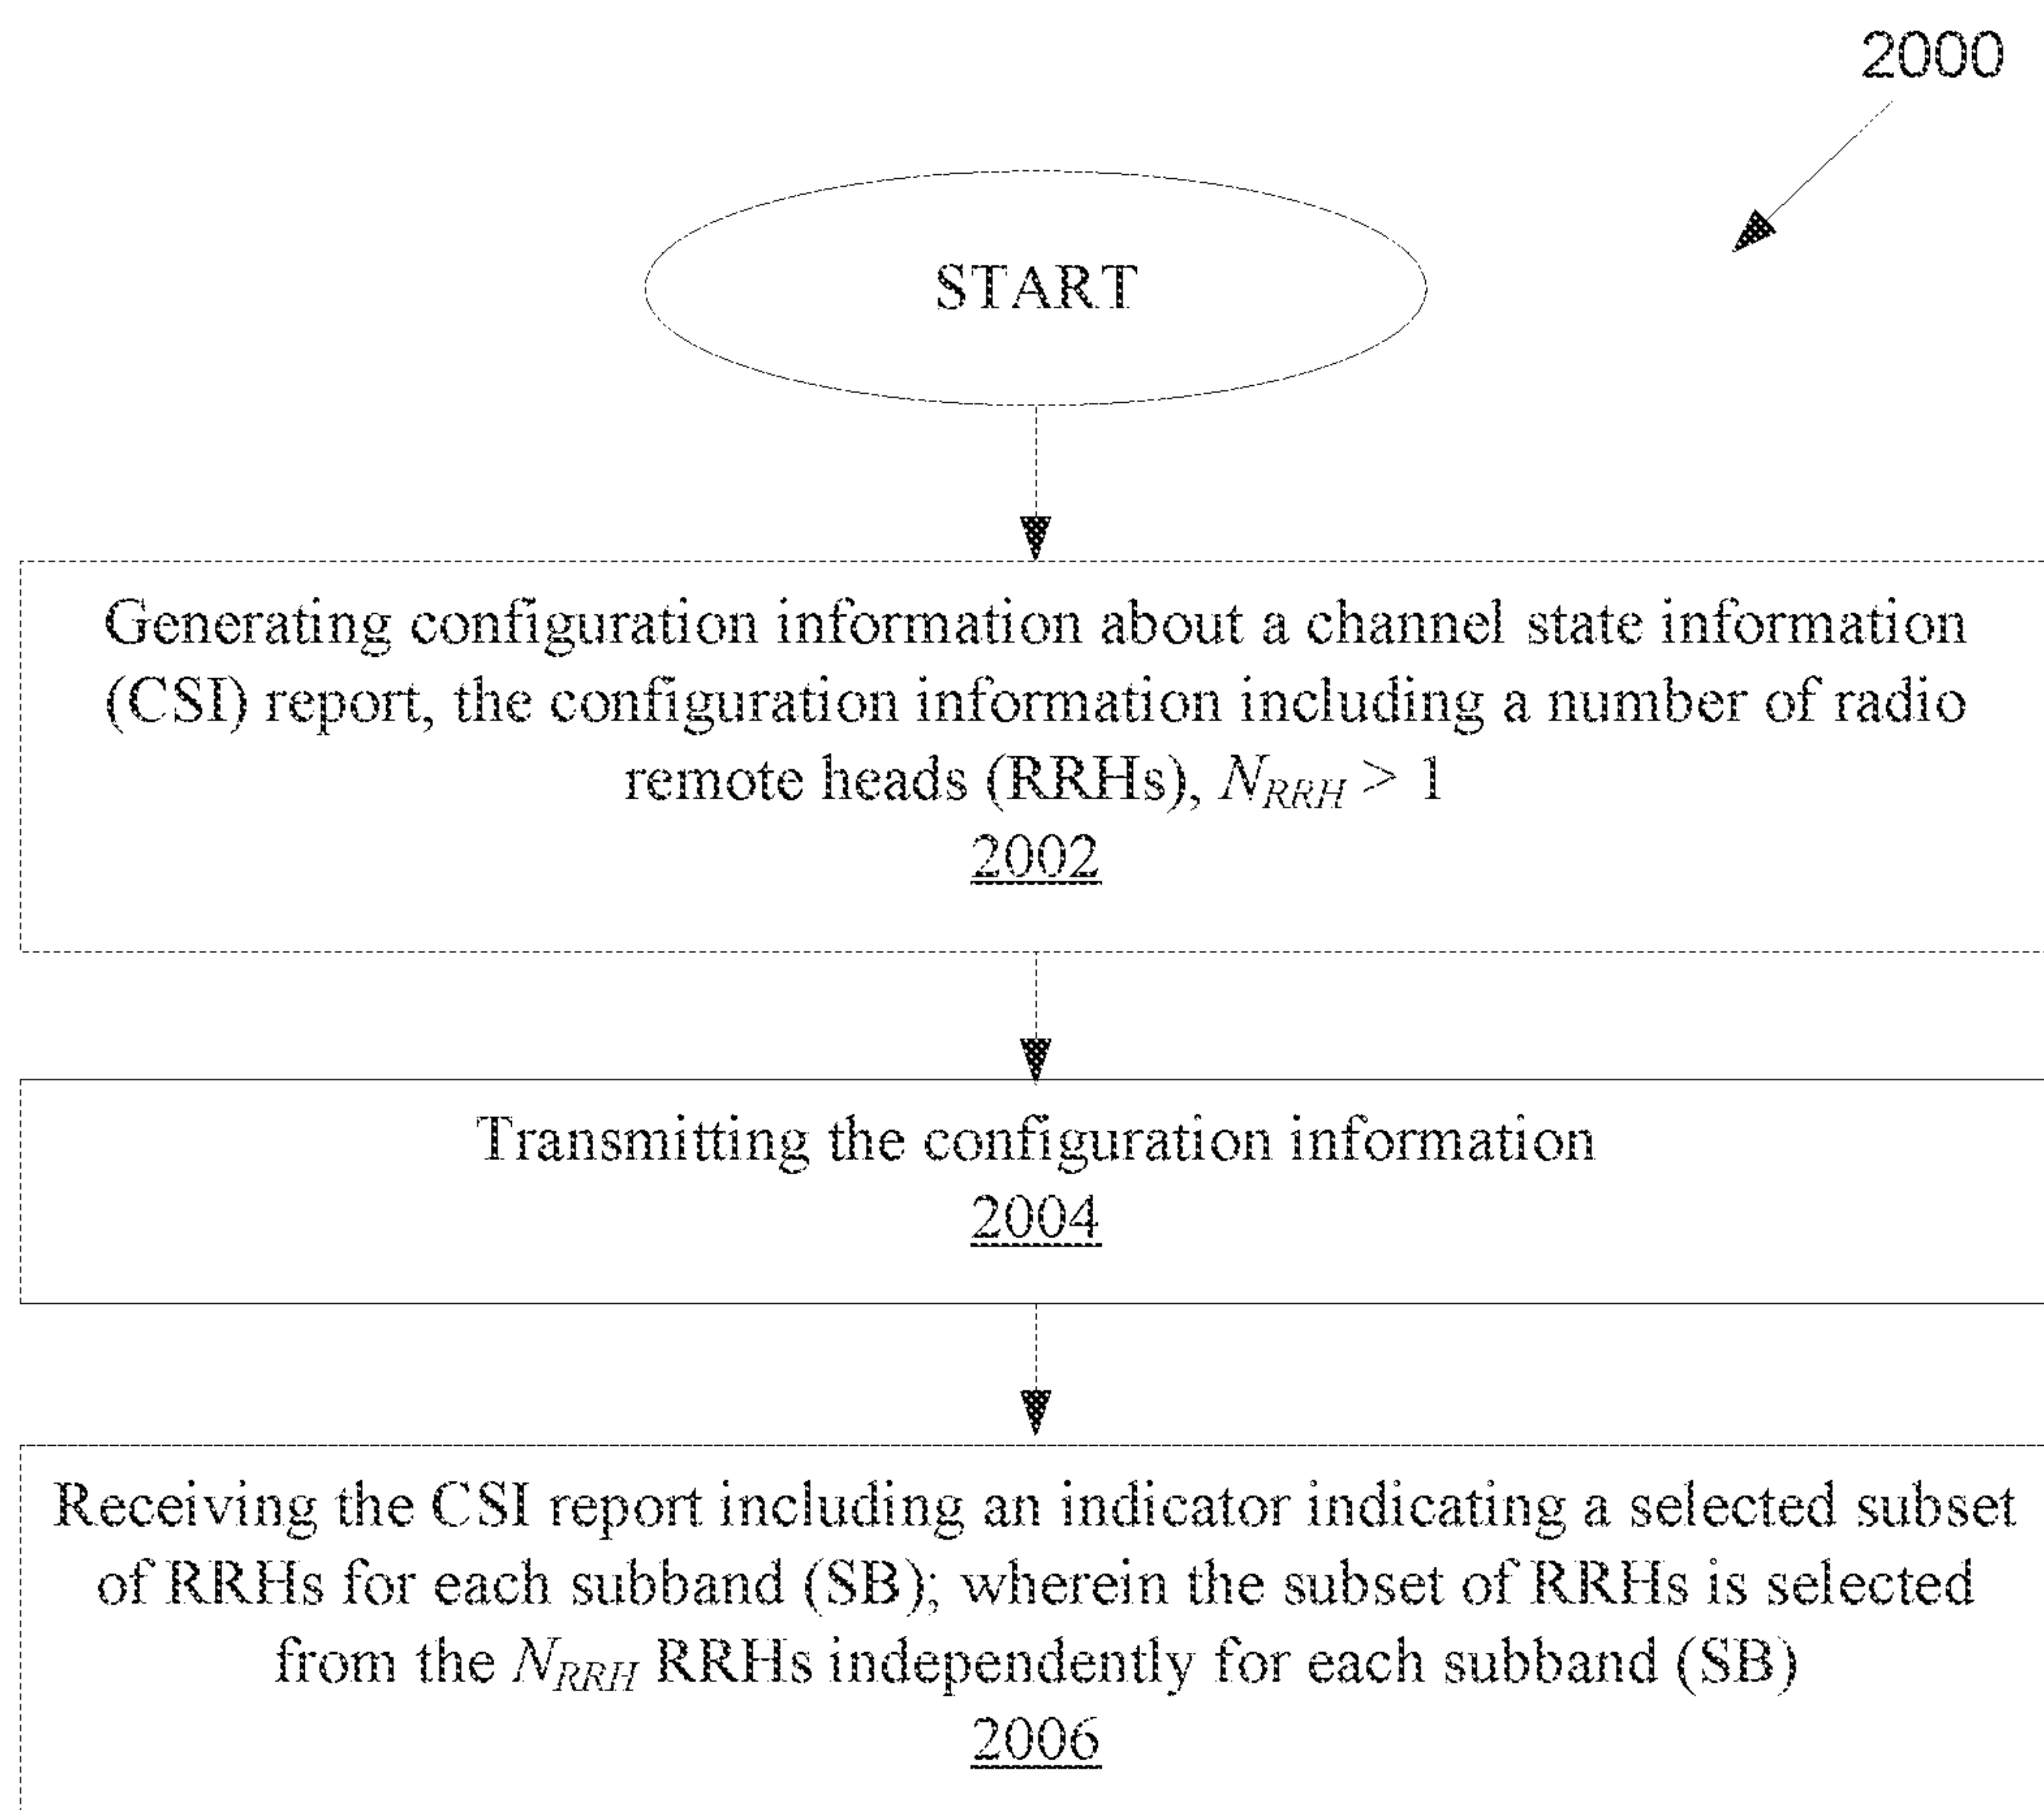 2000
START
Generating configuration information about a channel state information
(CSI) report, the configuration information including a number of radio
remote heads (RRHs), N_RRH > 1
2002
Transmitting the configuration information
2004
Receiving the CSI report including an indicator indicating a selected subset
of RRHs for each subband (SB); wherein the subset of RRHs is selected
from the N_RRH RRHs independently for each subband (SB)
2006